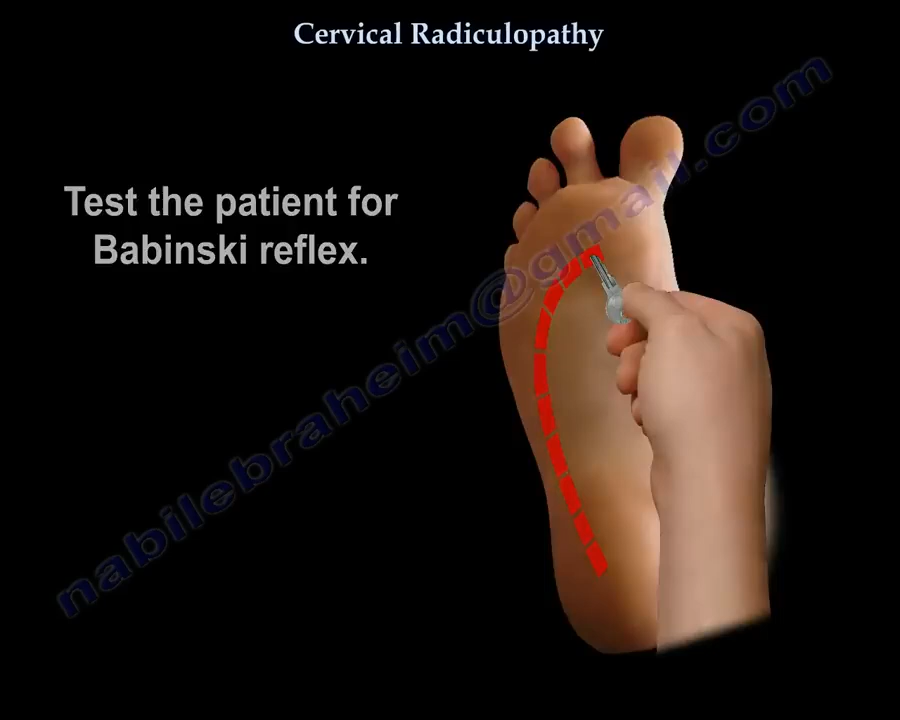 Cervical Radiculopathy
Test the patient for
Babinski reflex.
nabilebraheim@gmail.com